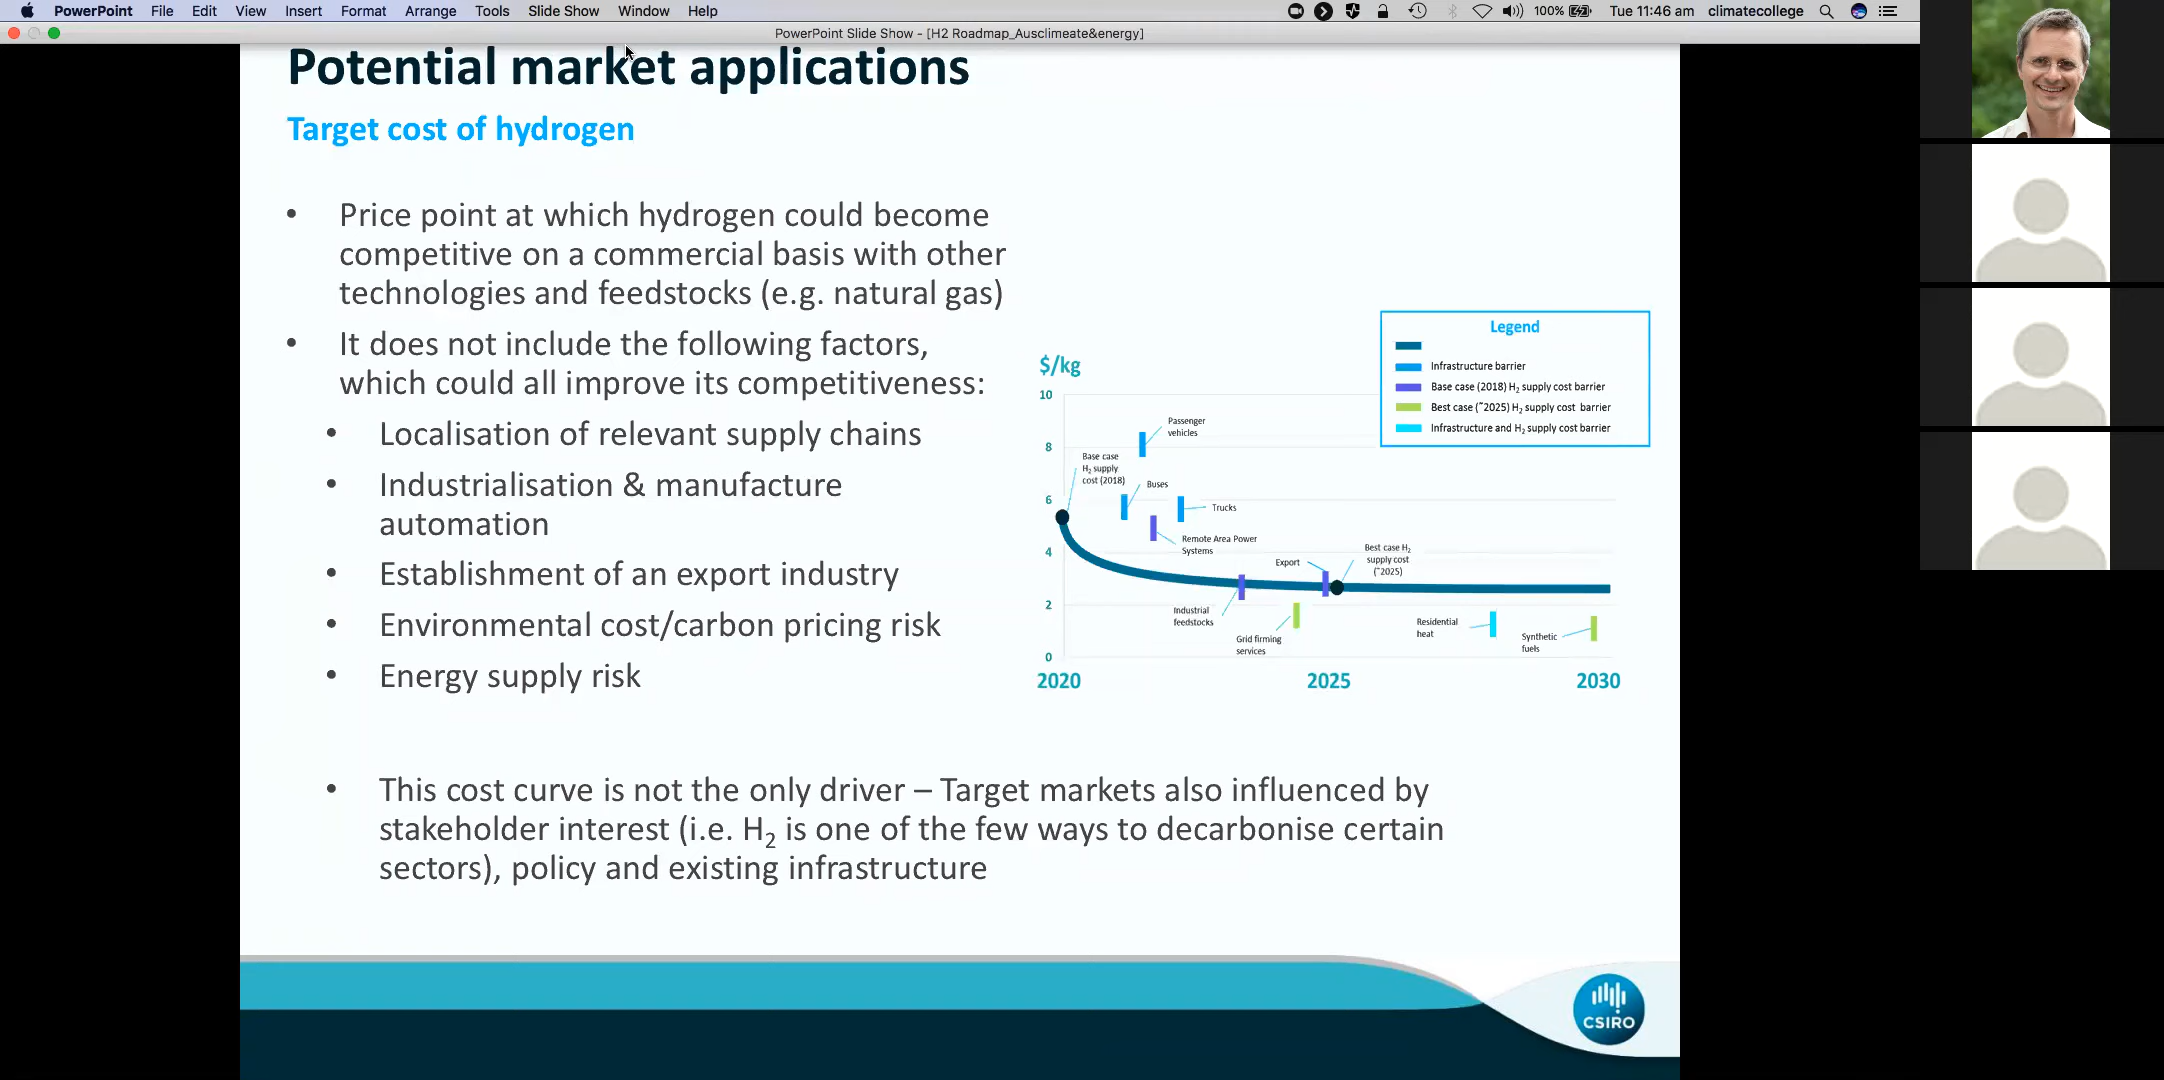 PowerPoint File Edit View Insert Format Arrange Tools Slide Show Window Help 100% Tue 11:46 am climatecollege
PowerPoint Slide Show - [H2 Roadmap_Ausclimeate&energy]
Potential market applications
Target cost of hydrogen
• Price point at which hydrogen could become
competitive on a commercial basis with other
technologies and feedstocks (e.g. natural gas)
• It does not include the following factors,
which could all improve its competitiveness:
• Localisation of relevant supply chains
• Industrialisation & manufacture
automation
• Establishment of an export industry
• Environmental cost/carbon pricing risk
• Energy supply risk
Legend
Infrastructure barrier
Base case (2018) H₂ supply cost barrier
Best case (~2025) H₂ supply cost barrier
Infrastructure and H₂ supply cost barrier
$/kg
10
8
6
4
2
0
Passenger
vehicles
Base case
H₂ supply
cost (2018)
Buses
Trucks
Remote Area Power
Systems
Export
Best case H₂
supply cost
(~2025)
Industrial
feedstocks
Grid firming
services
Residential
heat
Synthetic
fuels
2020 2025 2030
• This cost curve is not the only driver – Target markets also influenced by
stakeholder interest (i.e. H₂ is one of the few ways to decarbonise certain
sectors), policy and existing infrastructure
CSIRO